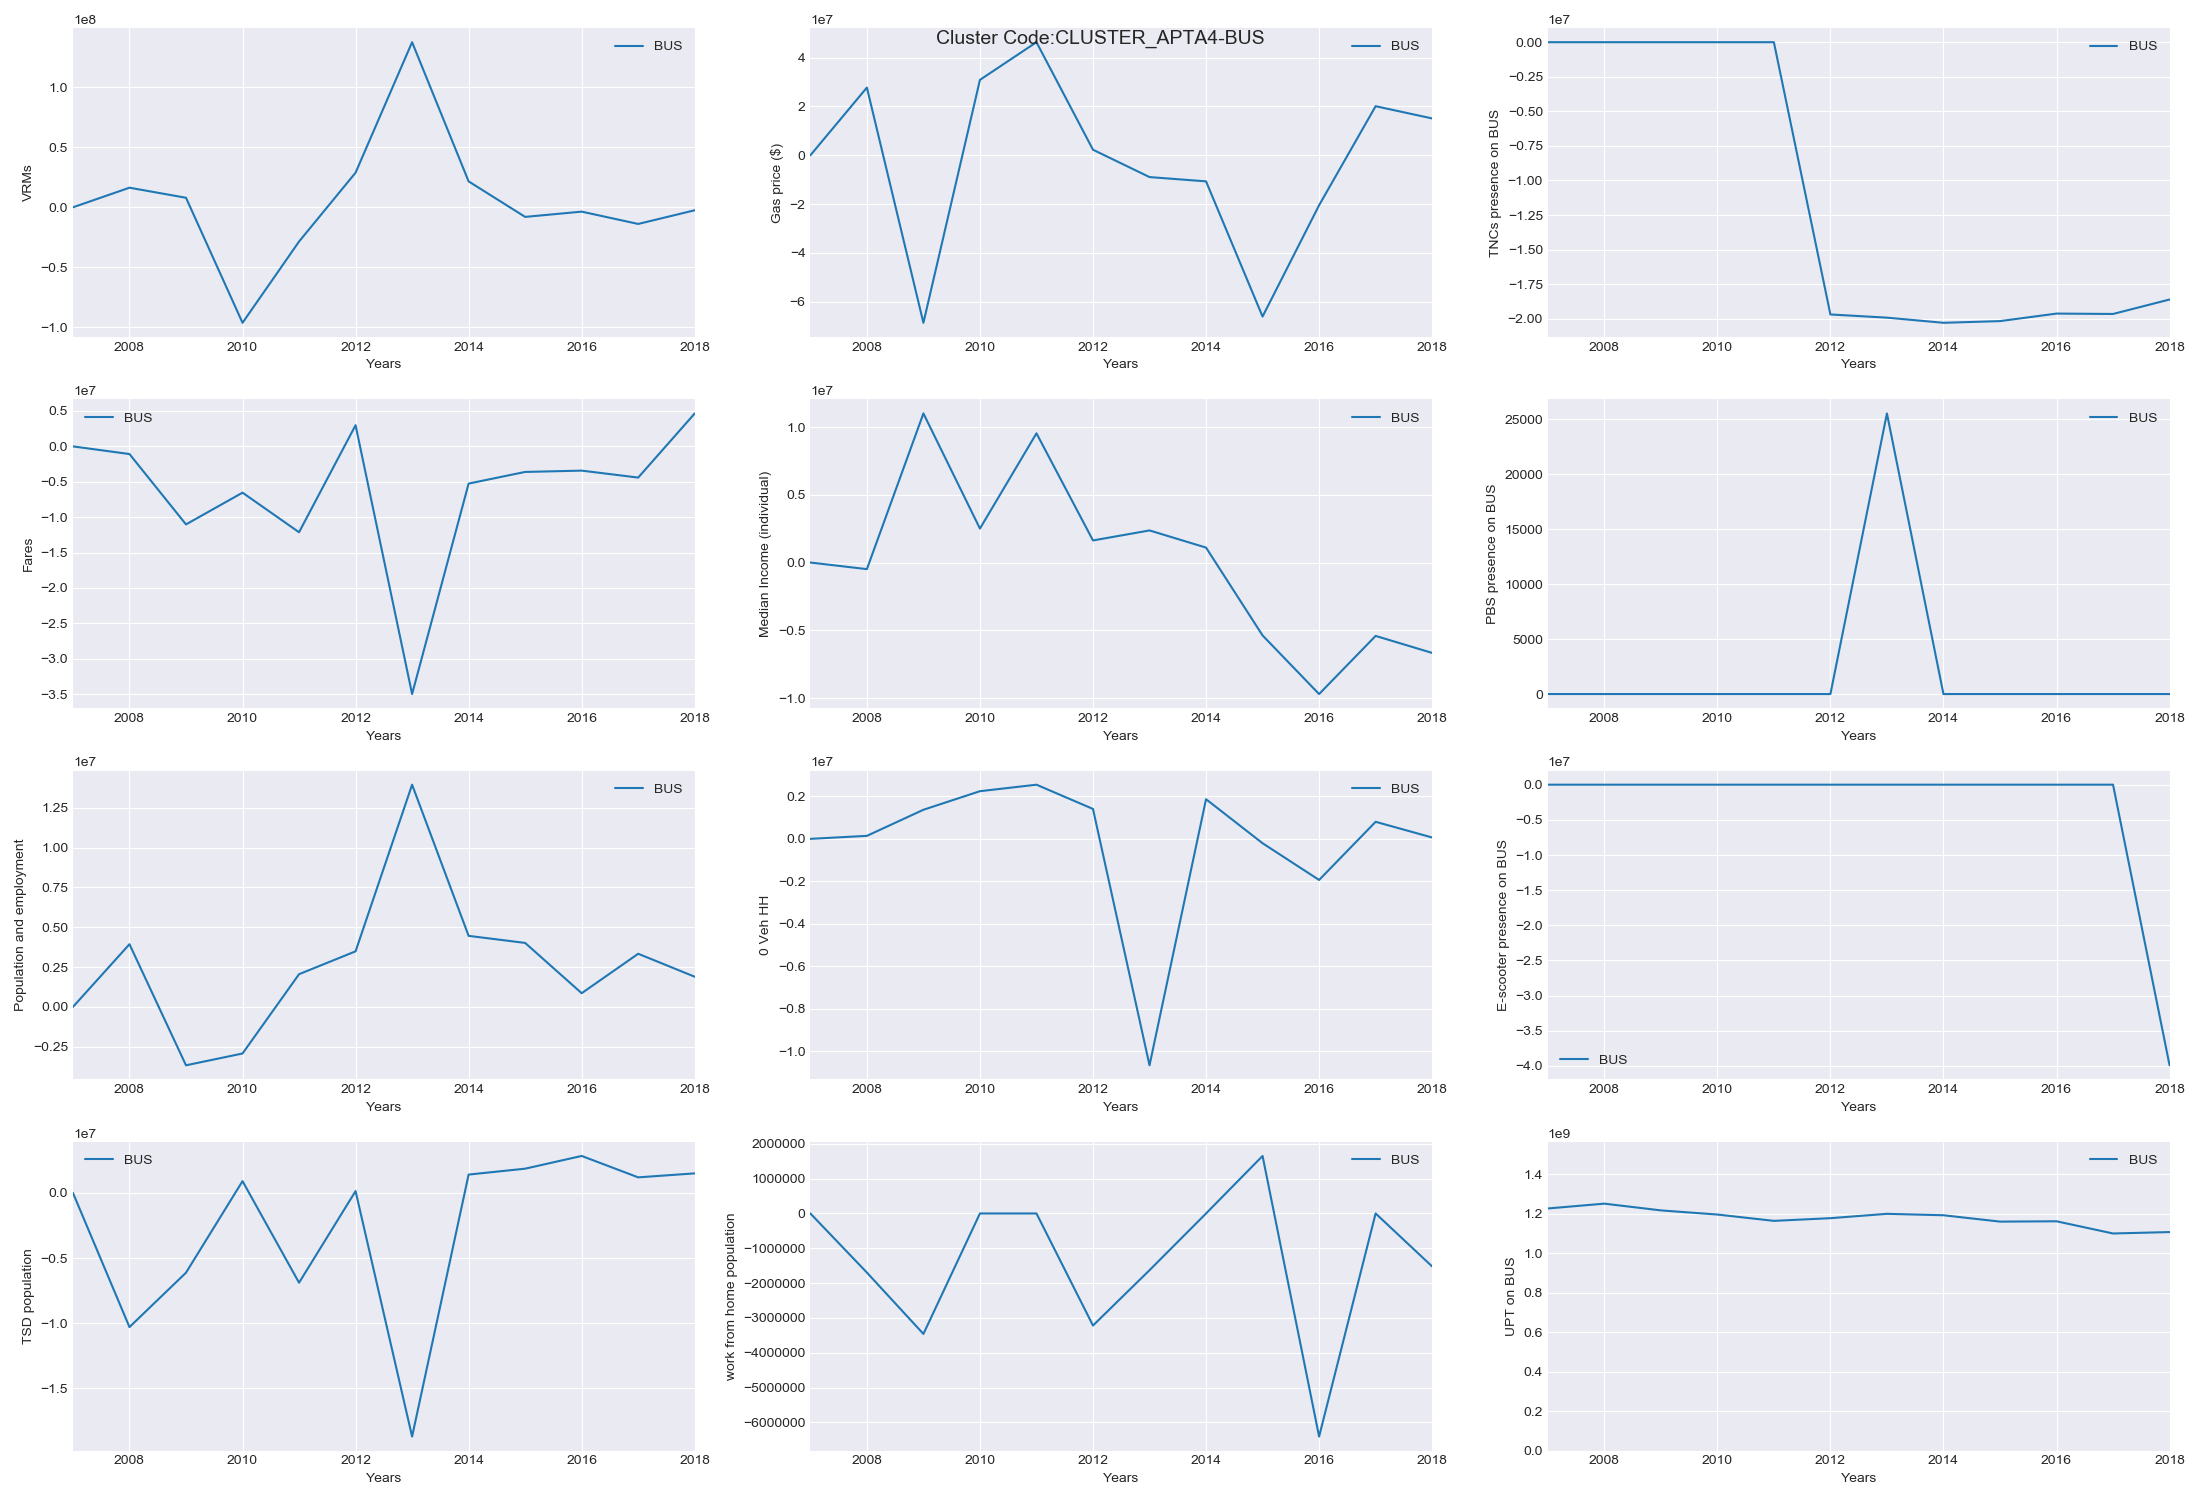 Cluster Code:CLUSTER_APTA4-BUS
1e8
BUS
1.0
0.5
0.0
−0.5
−1.0
VRMs
2008 2010 2012 2014 2016 2018
Years
1e7
BUS
4
2
0
−2
−4
−6
Gas price ($)
2008 2010 2012 2014 2016 2018
Years
1e7
BUS
0.00
−0.25
−0.50
−0.75
−1.00
−1.25
−1.50
−1.75
−2.00
TNCs presence on BUS
2008 2010 2012 2014 2016 2018
Years
1e7
BUS
0.5
0.0
−0.5
−1.0
−1.5
−2.0
−2.5
−3.0
−3.5
Fares
2008 2010 2012 2014 2016 2018
Years
1e7
BUS
1.0
0.5
0.0
−0.5
−1.0
Median Income (individual)
2008 2010 2012 2014 2016 2018
Years
BUS
25000
20000
15000
10000
5000
0
PBS presence on BUS
2008 2010 2012 2014 2016 2018
Years
1e7
BUS
1.25
1.00
0.75
0.50
0.25
0.00
−0.25
Population and employment
2008 2010 2012 2014 2016 2018
Years
1e7
BUS
0.2
0.0
−0.2
−0.4
−0.6
−0.8
−1.0
0 Veh HH
2008 2010 2012 2014 2016 2018
Years
1e7
0.0
−0.5
−1.0
−1.5
−2.0
−2.5
−3.0
−3.5
−4.0
BUS
E-scooter presence on BUS
2008 2010 2012 2014 2016 2018
Years
1e7
BUS
0.0
−0.5
−1.0
−1.5
TSD population
2008 2010 2012 2014 2016 2018
Years
BUS
2000000
1000000
0
−1000000
−2000000
−3000000
−4000000
−5000000
−6000000
work from home population
2008 2010 2012 2014 2016 2018
Years
1e9
BUS
1.4
1.2
1.0
0.8
0.6
0.4
0.2
0.0
UPT on BUS
2008 2010 2012 2014 2016 2018
Years